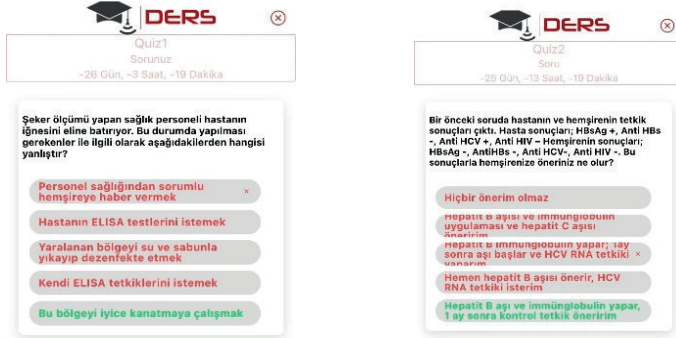 DERS
Quiz1
Sorunuz
-26 Gün, -3 Saat, -19 Dakika
Şeker ölçümü yapan sağlık personeli hastanın
iğnesini eline batırıyor. Bu durumda yapılması
gerekenler ile ilgili olarak aşağıdakilerden hangisi
yanlıştır?
Personel sağlığından sorumlu
hemşireye haber vermek
Hastanın ELISA testlerini istemek
Yaralanan bölgeyi su ve sabunla
yıkayıp dezenfekte etmek
Kendi ELISA tetkiklerini istemek
Bu bölgeyi iyice kanatmaya çalışmak
DERS
Quiz2
Soru
-26 Gün, -13 Saat, -19 Dakika
Bir önceki soruda hastanın ve hemşirenin tetkik
sonuçları çıktı. Hasta sonuçları; HBsAg +, Anti HBs
-, Anti HCV +, Anti HIV – Hemşirenin sonuçları;
HBsAg -, AntiHBs -, Anti HCV-, Anti HIV -. Bu
sonuçlarla hemşirenize öneriniz ne olur?
Hiçbir önerim olmaz
Hepatit B aşısı ve immünglobulin
uygulaması ve hepatit C aşısı
öneririm
Hepatit B immünglobulin yapar; 1ay
sonra aşı başlar ve HCV RNA tetkiki
yaparım
Hemen hepatit B aşısı önerir, HCV
RNA tetkiki isterim
Hepatit B aşı ve immünglobulin yapar,
1 ay sonra kontrol tetkik öneririm